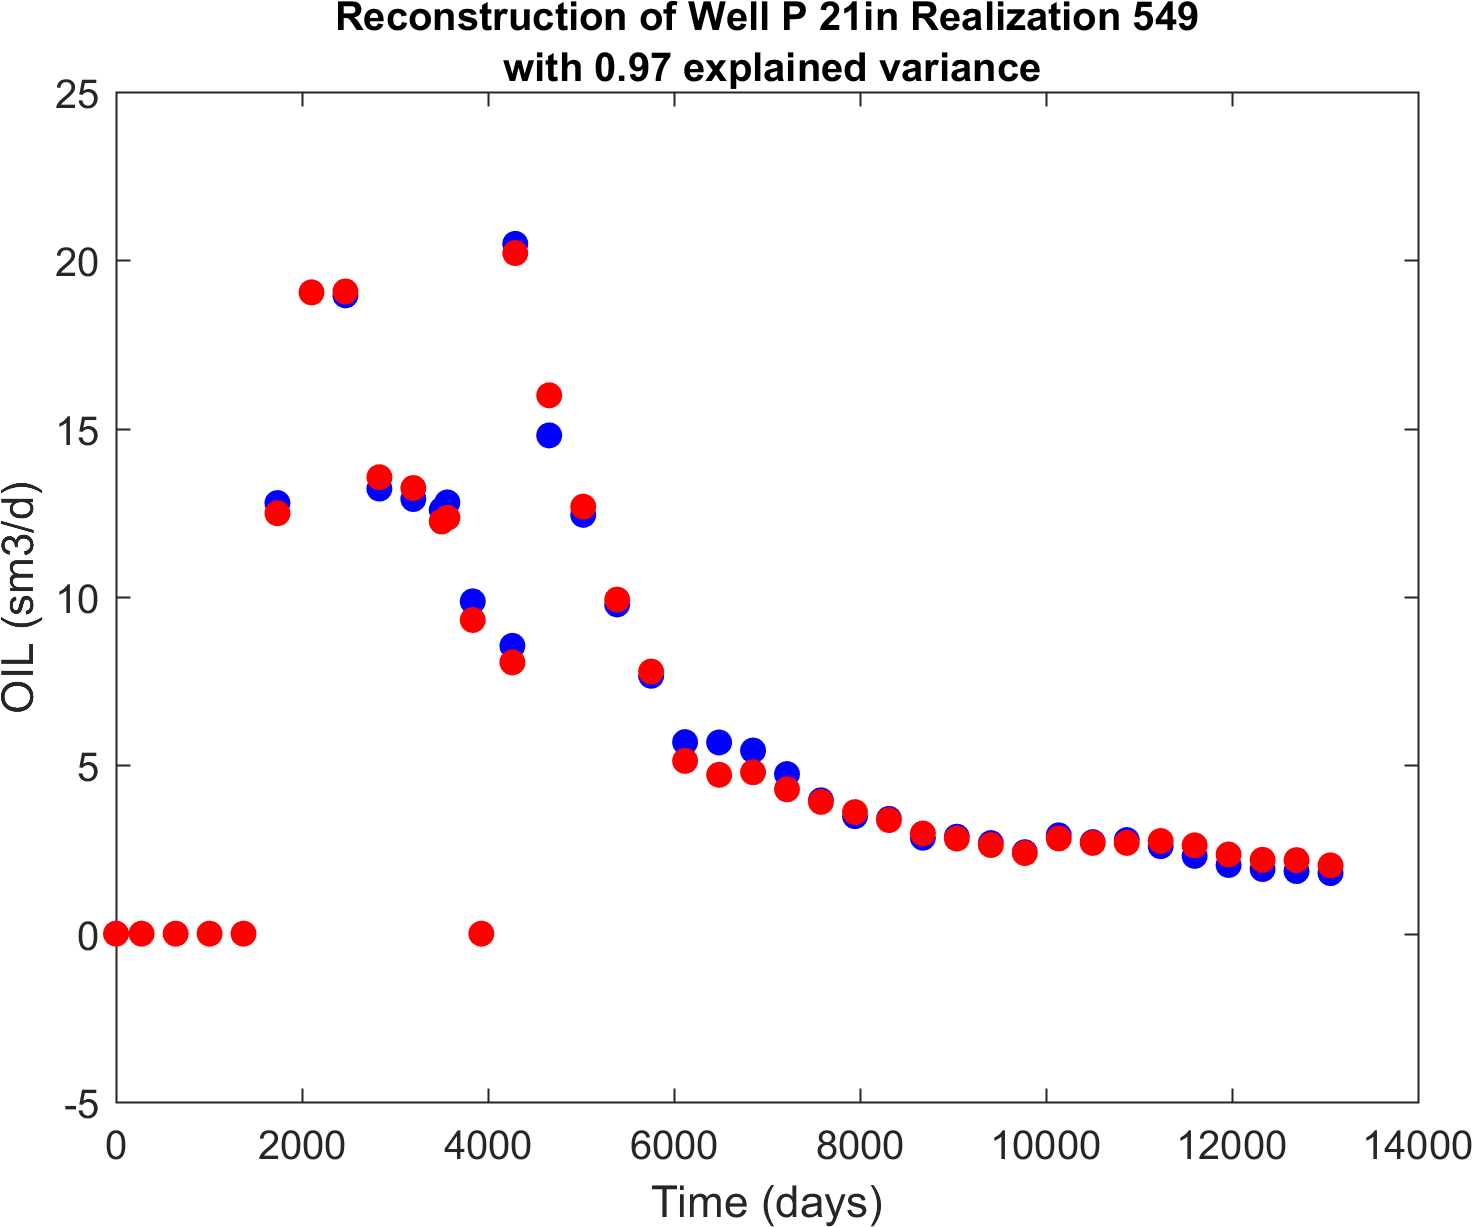 Reconstruction of Well P 21in Realization 549
with 0.97 explained variance
25
20
15
10
5
0
-5
OIL (sm3/d)
0 2000 4000 6000 8000 10000 12000 14000
Time (days)